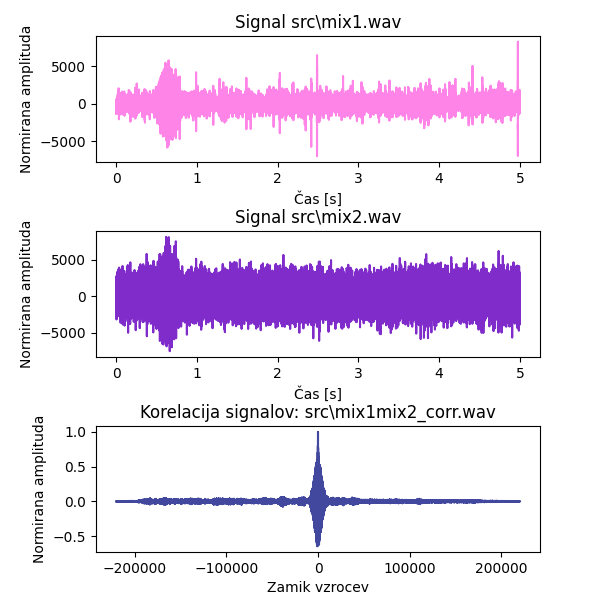 Signal src\mix1.wav
Normirana amplituda
5000
0
−5000
0 1 2 3 4 5
Čas [s]
Signal src\mix2.wav
Normirana amplituda
5000
0
−5000
0 1 2 3 4 5
Čas [s]
Korelacija signalov: src\mix1mix2_corr.wav
Normirana amplituda
1.0
0.5
0.0
−0.5
−200000 −100000 0 100000 200000
Zamik vzrocev